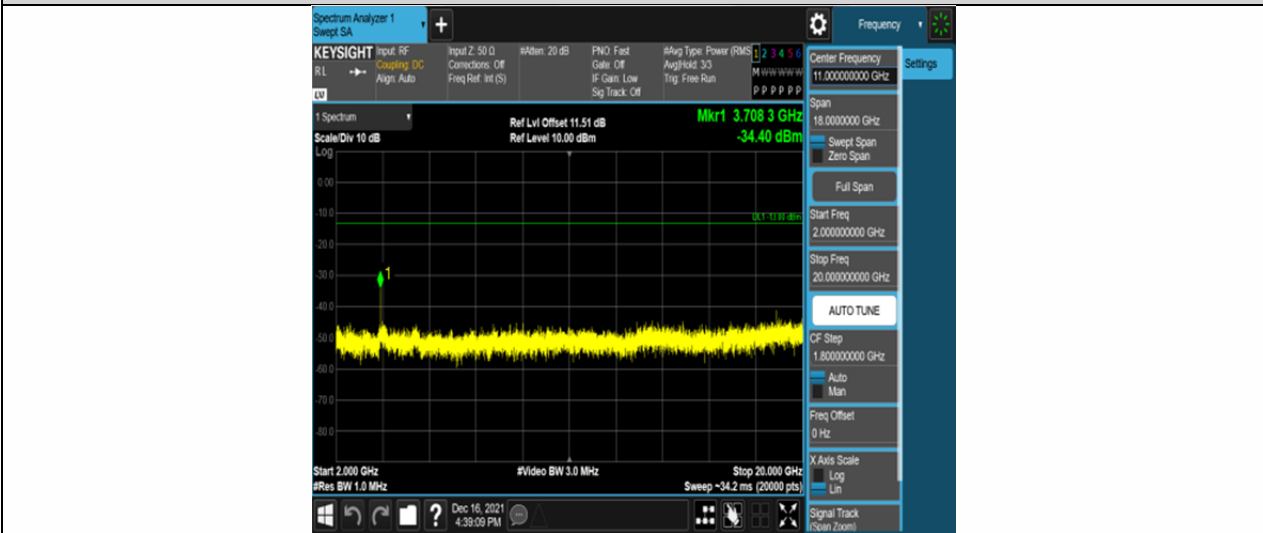 Spectrum Analyzer 1
Swept SA
+
Frequency
KEYSIGHT
RL
LV
Input: RF
Coupling: DC
Align: Auto
Input Z: 50 Ω
Corrections: Off
Freq Ref: Int (S)
#Atten: 20 dB
PNO: Fast
Gate: Off
IF Gain: Low
Sig Track: Off
#Avg Type: Power (RMS
Avg|Hold: 3/3
Trig: Free Run
1 2 3 4 5 6
M W W W W W
P P P P P P
1 Spectrum
Scale/Div 10 dB
Log
Ref Lvl Offset 11.51 dB
Ref Level 10.00 dBm
Mkr1 3.708 3 GHz
-34.40 dBm
0.00
-10.0
-20.0
-30.0
-40.0
-50.0
-60.0
-70.0
-80.0
DL1 -13.00 dBm
1
Start 2.000 GHz
#Res BW 1.0 MHz
#Video BW 3.0 MHz
Stop 20.000 GHz
Sweep ~34.2 ms (20000 pts)
?
Dec 16, 2021
4:39:09 PM
Center Frequency
11.000000000 GHz
Settings
Span
18.0000000 GHz
Swept Span
Zero Span
Full Span
Start Freq
2.000000000 GHz
Stop Freq
20.000000000 GHz
AUTO TUNE
CF Step
1.800000000 GHz
Auto
Man
Freq Offset
0 Hz
X Axis Scale
Log
Lin
Signal Track
(Span Zoom)